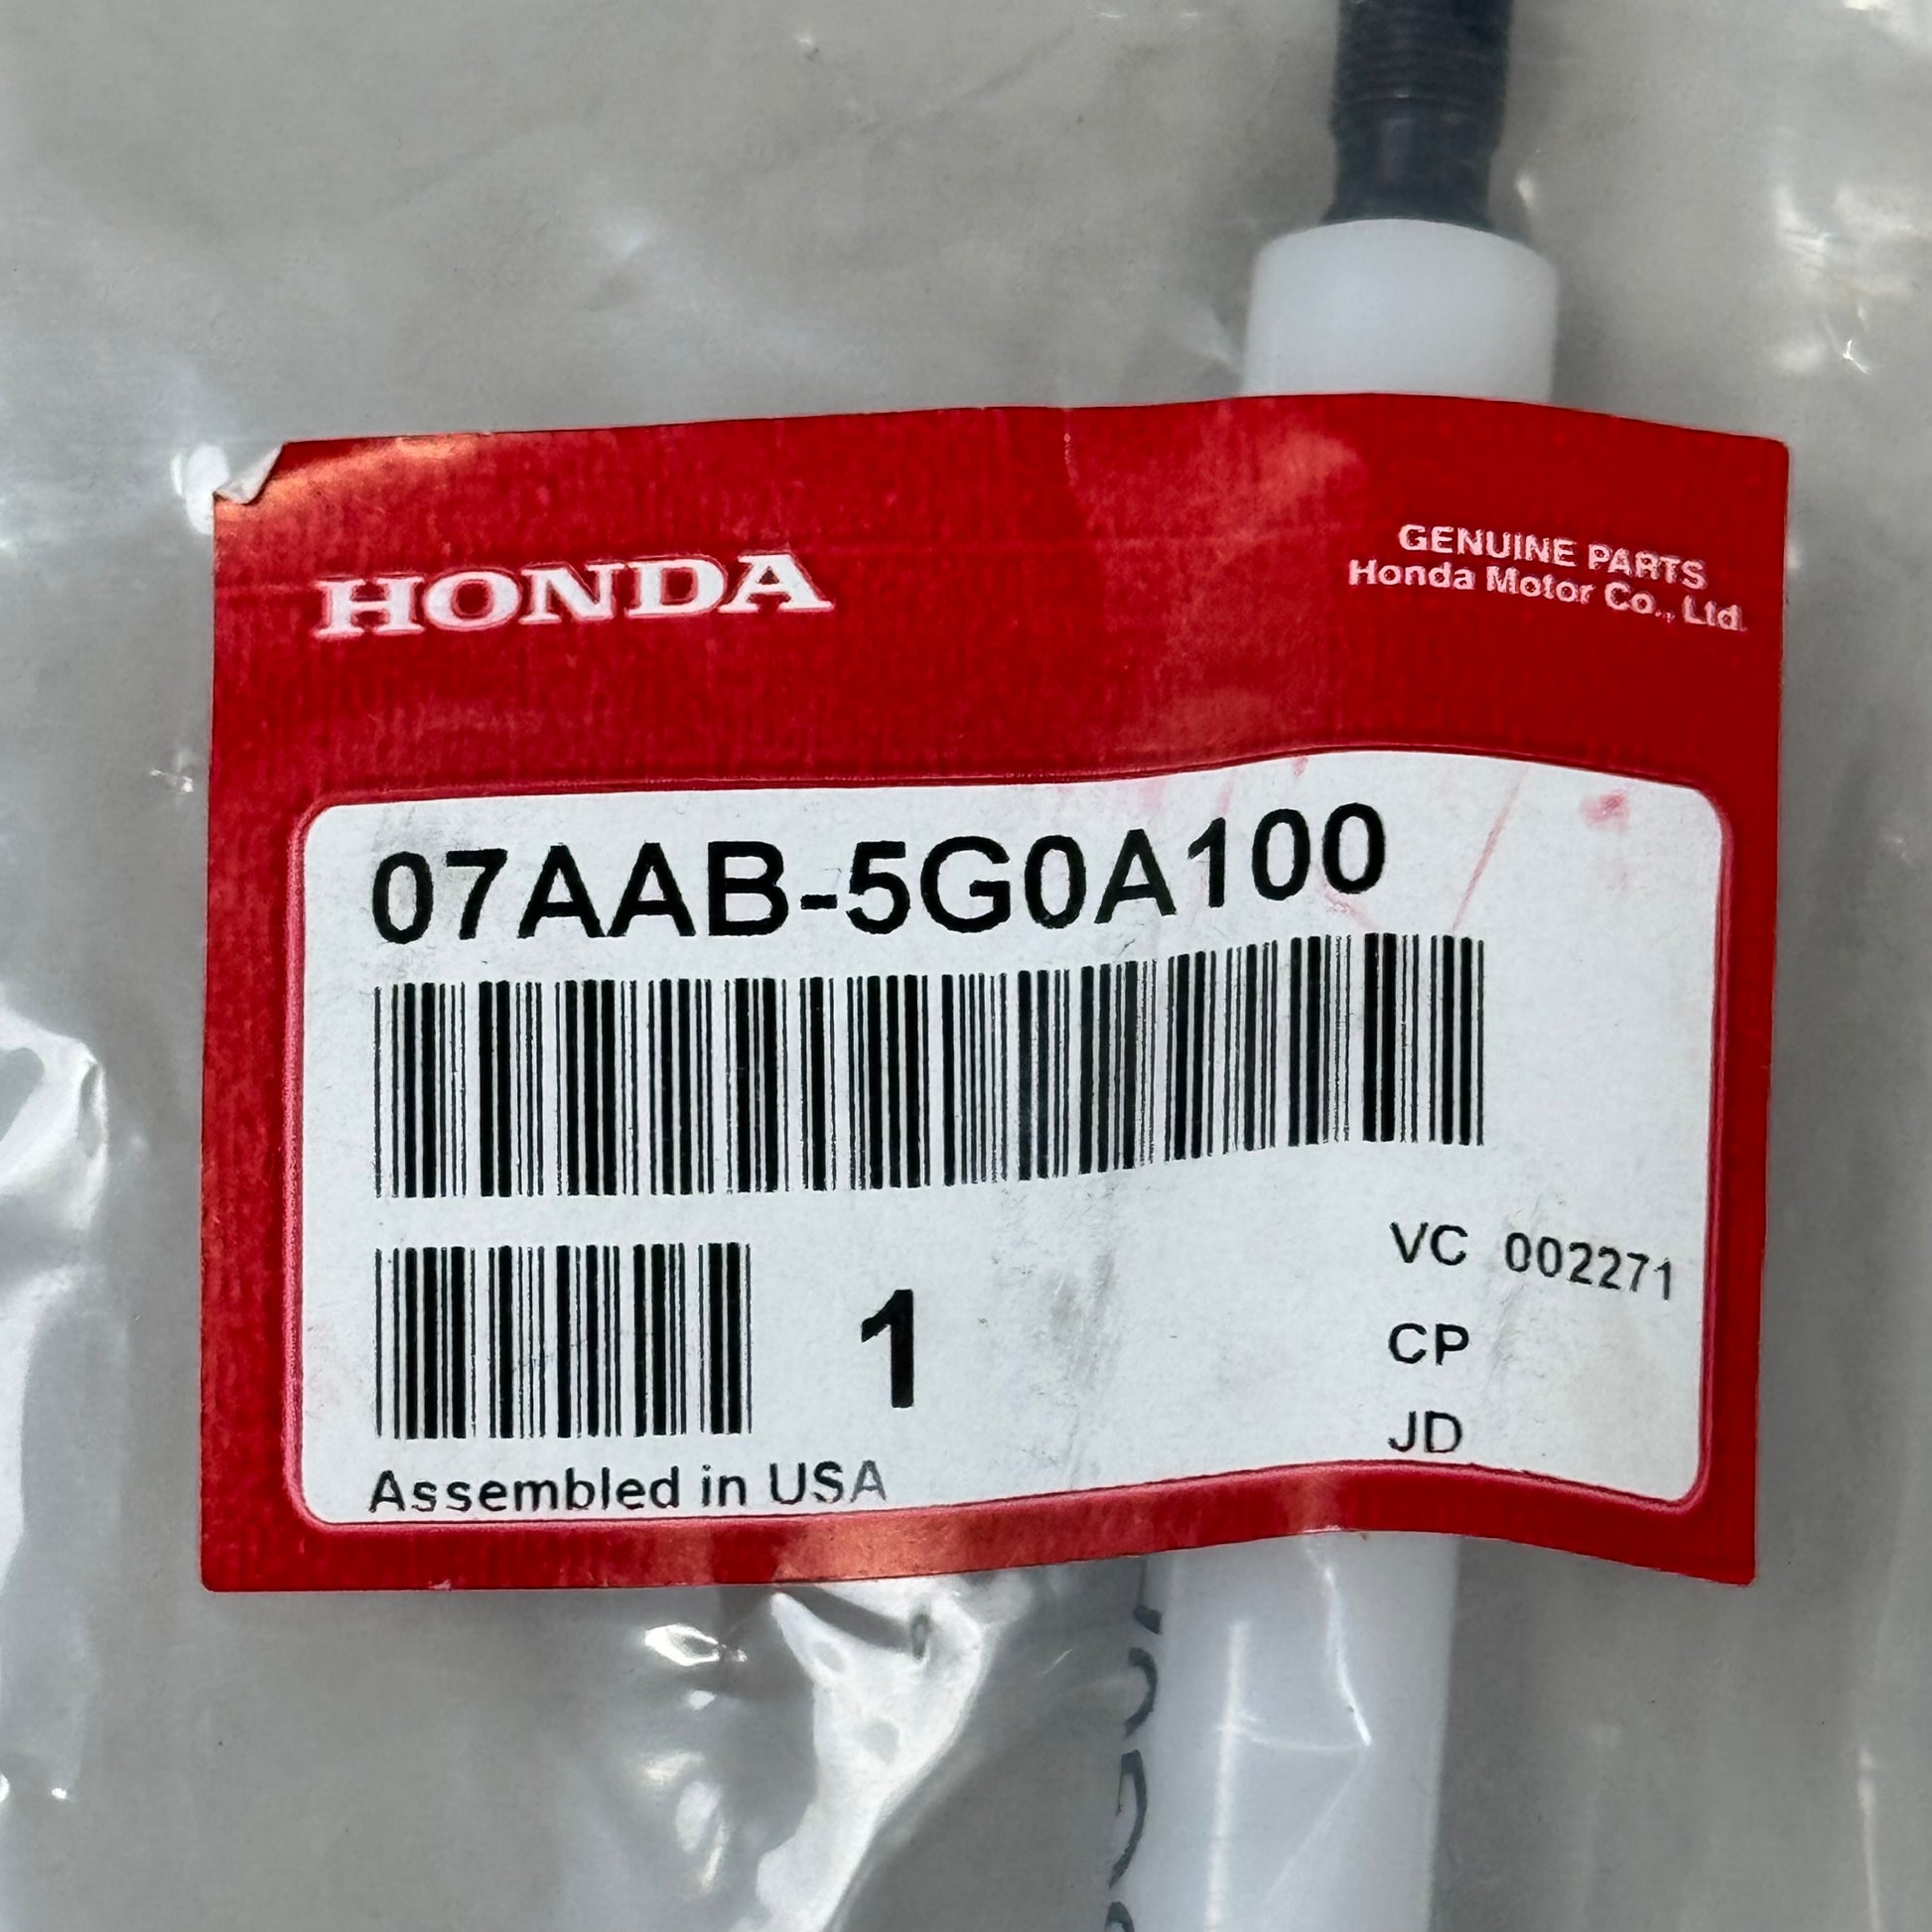 HONDA
GENUINE PARTS
Honda Motor Co., Ltd.
07AAB-5G0A100
1
VC 002271
CP
JD
Assembled in USA